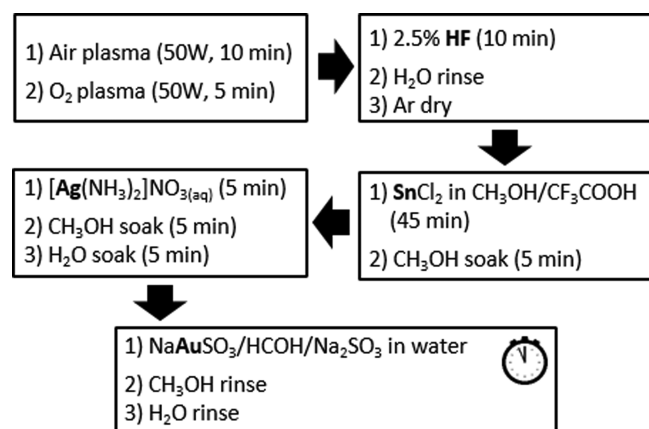 1) Air plasma (50W, 10 min)
2) O₂ plasma (50W, 5 min)
1) 2.5% HF (10 min)
2) H₂O rinse
3) Ar dry
1) SnCl₂ in CH₃OH/CF₃COOH
(45 min)
2) CH₃OH soak (5 min)
1) [Ag(NH₃)₂]NO₃₍aq₎ (5 min)
2) CH₃OH soak (5 min)
3) H₂O soak (5 min)
1) NaAuSO₃/HCOH/Na₂SO₃ in water
2) CH₃OH rinse
3) H₂O rinse